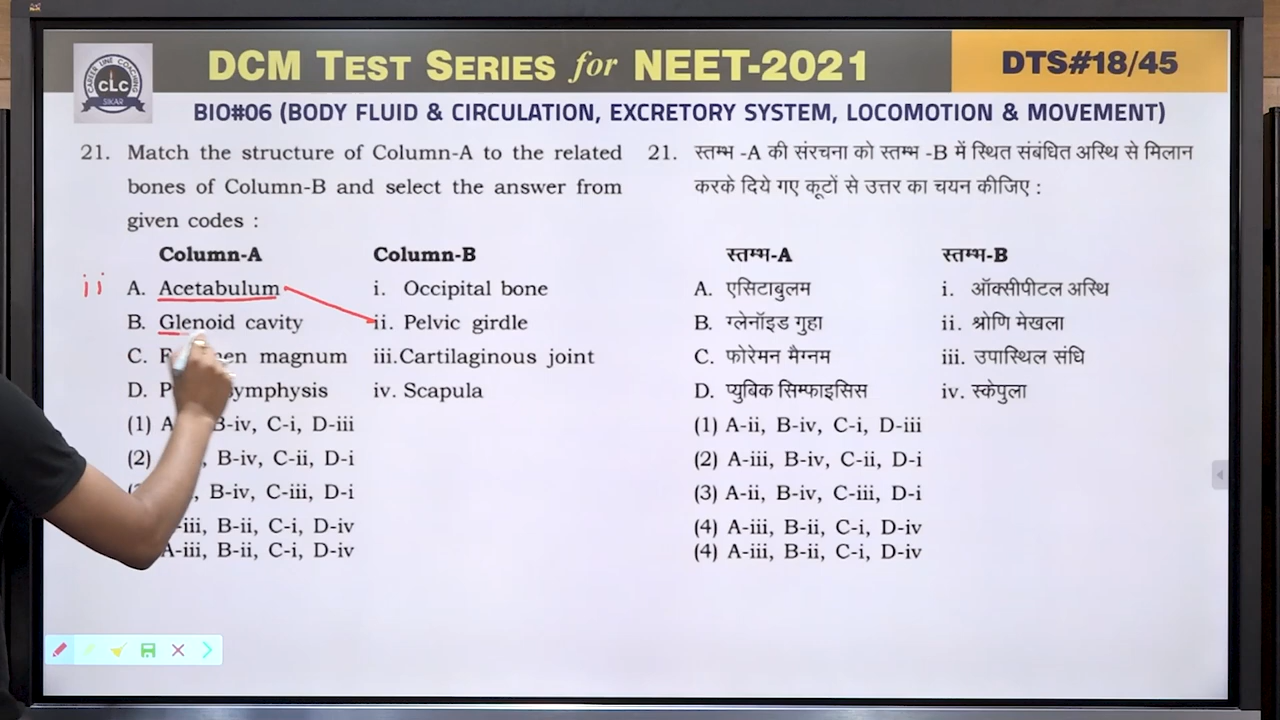 DCM TEST SERIES for NEET-2021
DTS#18/45
CAREER LINE COACHING
CLC
SIKAR
BIO#06 (BODY FLUID & CIRCULATION, EXCRETORY SYSTEM, LOCOMOTION & MOVEMENT)
21. Match the structure of Column-A to the related
bones of Column-B and select the answer from
given codes :
Column-A Column-B
ii A. Acetabulum i. Occipital bone
B. Glenoid cavity ii. Pelvic girdle
C. magnum iii. Cartilaginous joint
D. symphysis iv. Scapula
(1) B-iv, C-i, D-iii
(2) B-iv, C-ii, D-i
B-iv, C-iii, D-i
-iii, B-ii, C-i, D-iv
A-iii, B-ii, C-i, D-iv
21. स्तम्भ -A की संरचना को स्तम्भ -B में स्थित संबंधित अस्थि से मिलान
करके दिये गए कूटों से उत्तर का चयन कीजिए :
स्तम्भ-A स्तम्भ-B
A. एसिटाबुलम i. ऑक्सीपीटल अस्थि
B. ग्लेनॉइड गुहा ii. श्रोणि मेखला
C. फोरेमन मैग्नम iii. उपास्थिल संधि
D. प्युबिक सिम्फाइसिस iv. स्केपुला
(1) A-ii, B-iv, C-i, D-iii
(2) A-iii, B-iv, C-ii, D-i
(3) A-ii, B-iv, C-iii, D-i
(4) A-iii, B-ii, C-i, D-iv
(4) A-iii, B-ii, C-i, D-iv